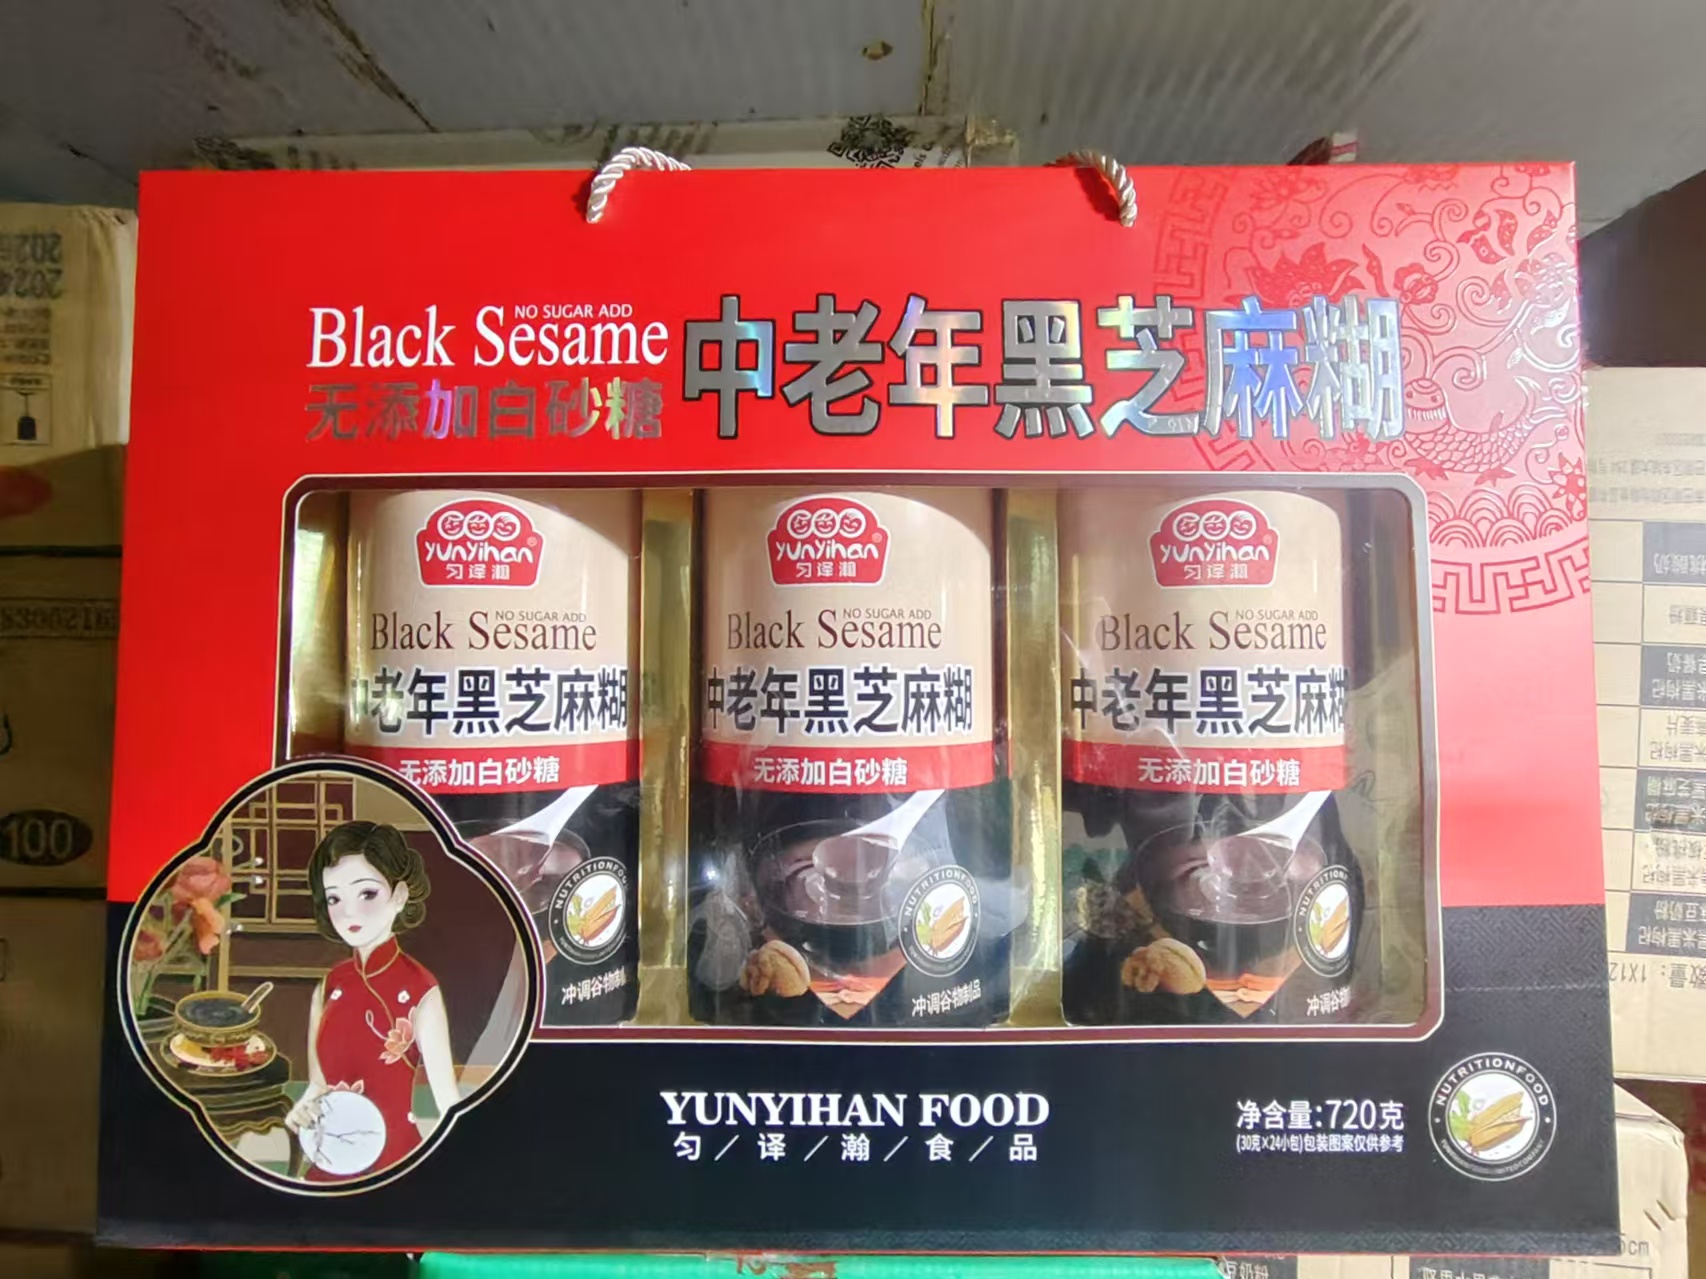 NO SUGAR ADD
Black Sesame
无添加白砂糖
中老年黑芝麻糊
yunyihan®
匀译瀚
NO SUGAR ADD
Black Sesame
中老年黑芝麻糊
无添加白砂糖
NUTRITIONFOOD
冲调谷物制品
yunyihan®
匀译瀚
NO SUGAR ADD
Black Sesame
中老年黑芝麻糊
无添加白砂糖
NUTRITIONFOOD
冲调谷物制品
yunyihan®
匀译瀚
NO SUGAR ADD
Black Sesame
中老年黑芝麻糊
无添加白砂糖
NUTRITIONFOOD
冲调谷物
YUNYIHAN FOOD
匀/译/瀚/食/品
净含量:720克
(30克×24小包)包装图案仅供参考
NUTRITIONFOOD
100